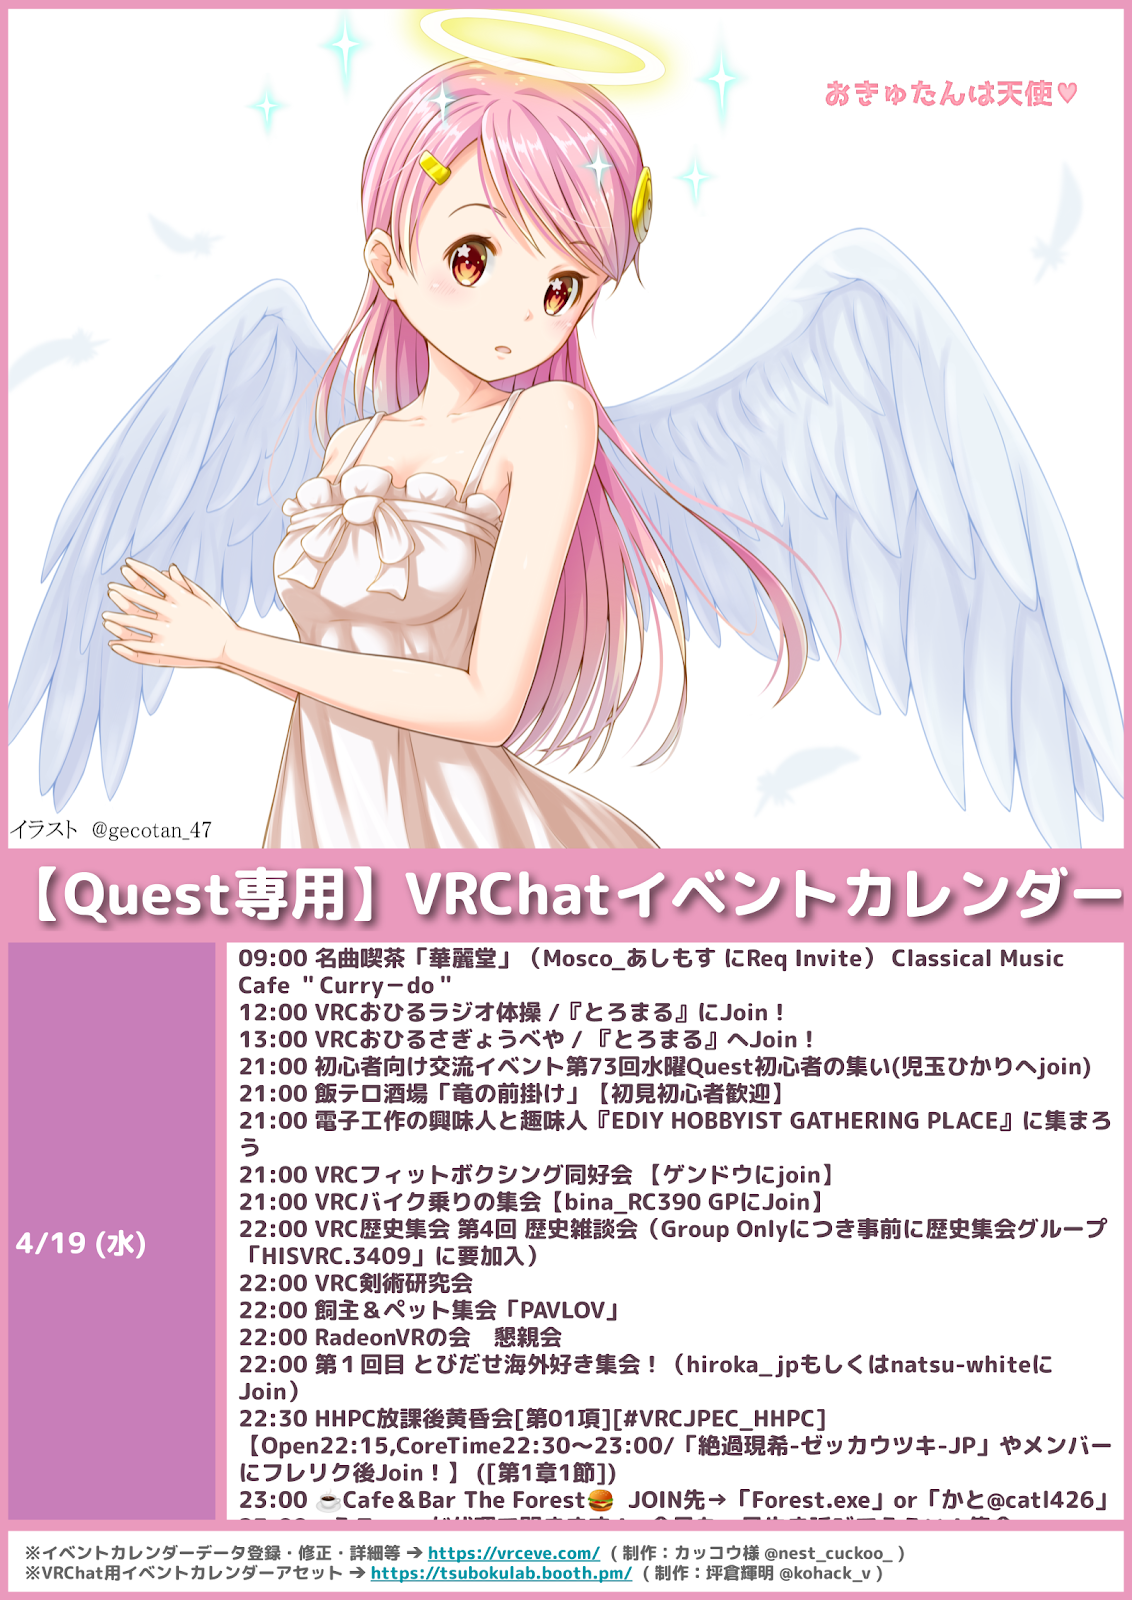 おきゅたんは天使♥
イラスト @gecotan_47
【Quest専用】VRChatイベントカレンダー
4/19 (水)
09:00 名曲喫茶「華麗堂」（Mosco_あしもす にReq Invite） Classical Music
Cafe ＂Curry－do＂
12:00 VRCおひるラジオ体操 /『とろまる』にJoin！
13:00 VRCおひるさぎょうべや / 『とろまる』へJoin！
21:00 初心者向け交流イベント第73回水曜Quest初心者の集い(児玉ひかりへjoin)
21:00 飯テロ酒場「竜の前掛け」【初見初心者歓迎】
21:00 電子工作の興味人と趣味人『EDIY HOBBYIST GATHERING PLACE』に集まろ
う
21:00 VRCフィットボクシング同好会 【ゲンドウにjoin】
21:00 VRCバイク乗りの集会【bina_RC390 GPにJoin】
22:00 VRC歴史集会 第4回 歴史雑談会（Group Onlyにつき事前に歴史集会グループ
「HISVRC.3409」に要加入）
22:00 VRC剣術研究会
22:00 飼主＆ペット集会「PAVLOV」
22:00 RadeonVRの会　懇親会
22:00 第１回目 とびだせ海外好き集会！（hiroka_jpもしくはnatsu-whiteに
Join）
22:30 HHPC放課後黄昏会[第01項][#VRCJPEC_HHPC]
【Open22:15,CoreTime22:30～23:00/「絶過現希-ゼッカウツキ-JP」やメンバー
にフレリク後Join！】 ([第1章1節])
23:00 ☕Cafe＆Bar The Forest🍔 JOIN先→「Forest.exe」or「かと@catl426」
※イベントカレンダーデータ登録・修正・詳細等 ➔ https://vrceve.com/ ( 制作：カッコウ様 @nest_cuckoo_ )
※VRChat用イベントカレンダーアセット ➔ https://tsubokulab.booth.pm/ ( 制作：坪倉輝明 @kohack_v )